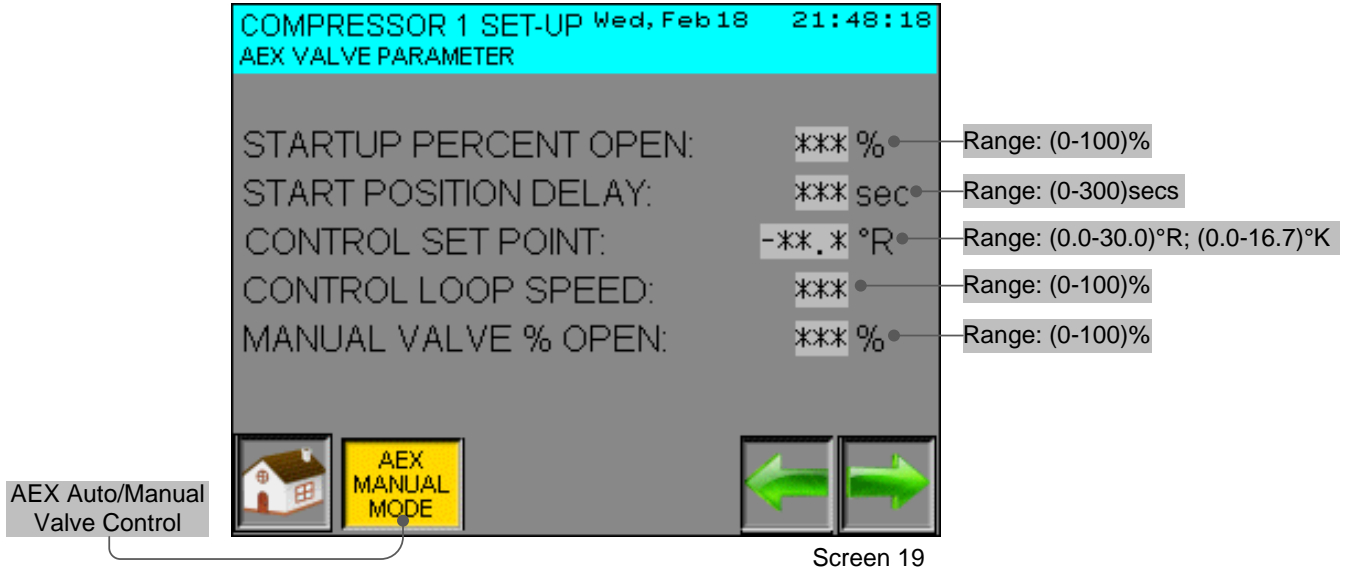 COMPRESSOR 1 SET-UP Wed, Feb 18 21:48:18
AEX VALVE PARAMETER
STARTUP PERCENT OPEN: *** % Range: (0-100)%
START POSITION DELAY: *** sec Range: (0-300)secs
CONTROL SET POINT: -**.* °R Range: (0.0-30.0)°R; (0.0-16.7)°K
CONTROL LOOP SPEED: *** Range: (0-100)%
MANUAL VALVE % OPEN: *** % Range: (0-100)%
AEX
MANUAL
MODE
AEX Auto/Manual
Valve Control
Screen 19